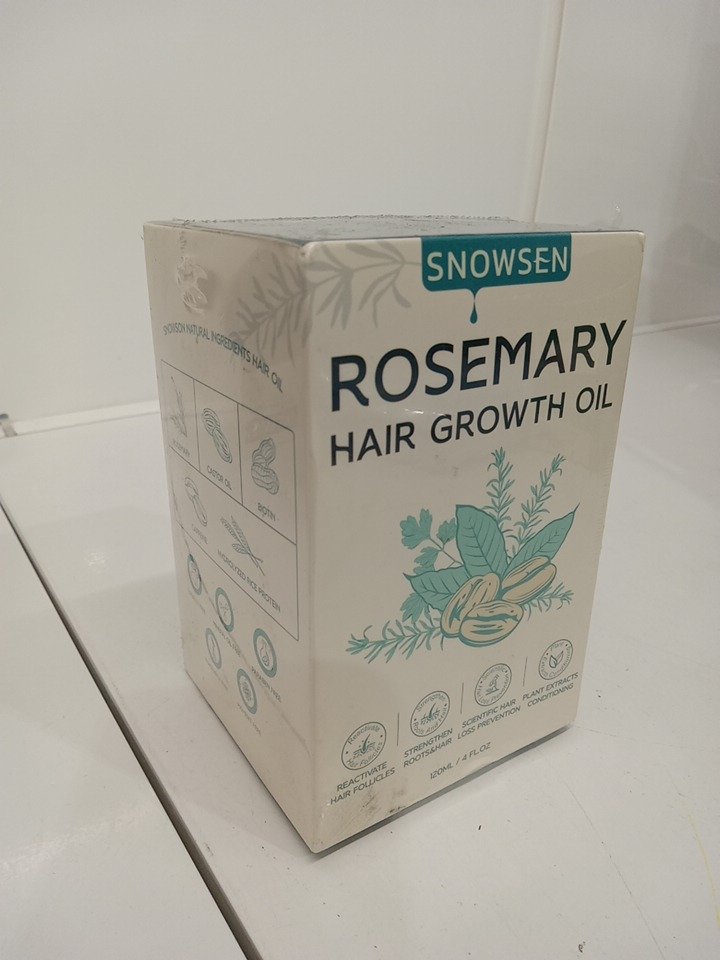 SNOWSEN
ROSEMARY
HAIR GROWTH OIL
REACTIVATE
HAIR FOLLICLES
STRENGTHEN
ROOTS&HAIR
SCIENTIFIC HAIR
LOSS PREVENTION
PLANT EXTRACTS
CONDITIONING
120ML / 4 FL.OZ
SNOWSON NATURAL INGREDIENTS HAIR OIL
CASTOR OIL
BIOTIN
HYDROLYZED RICE PROTEIN